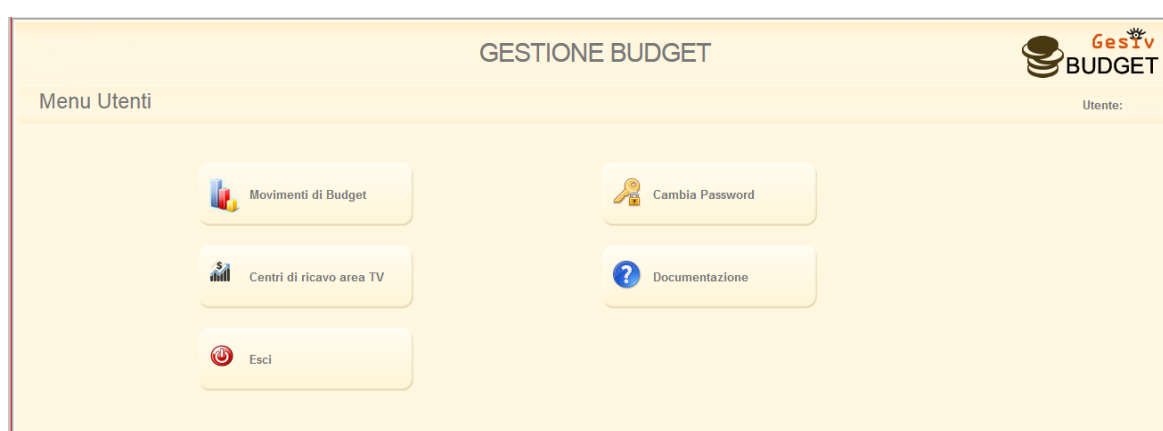 GESTIONE BUDGET
GesTv
BUDGET
Menu Utenti
Utente:
Movimenti di Budget
Cambia Password
Centri di ricavo area TV
Documentazione
Esci